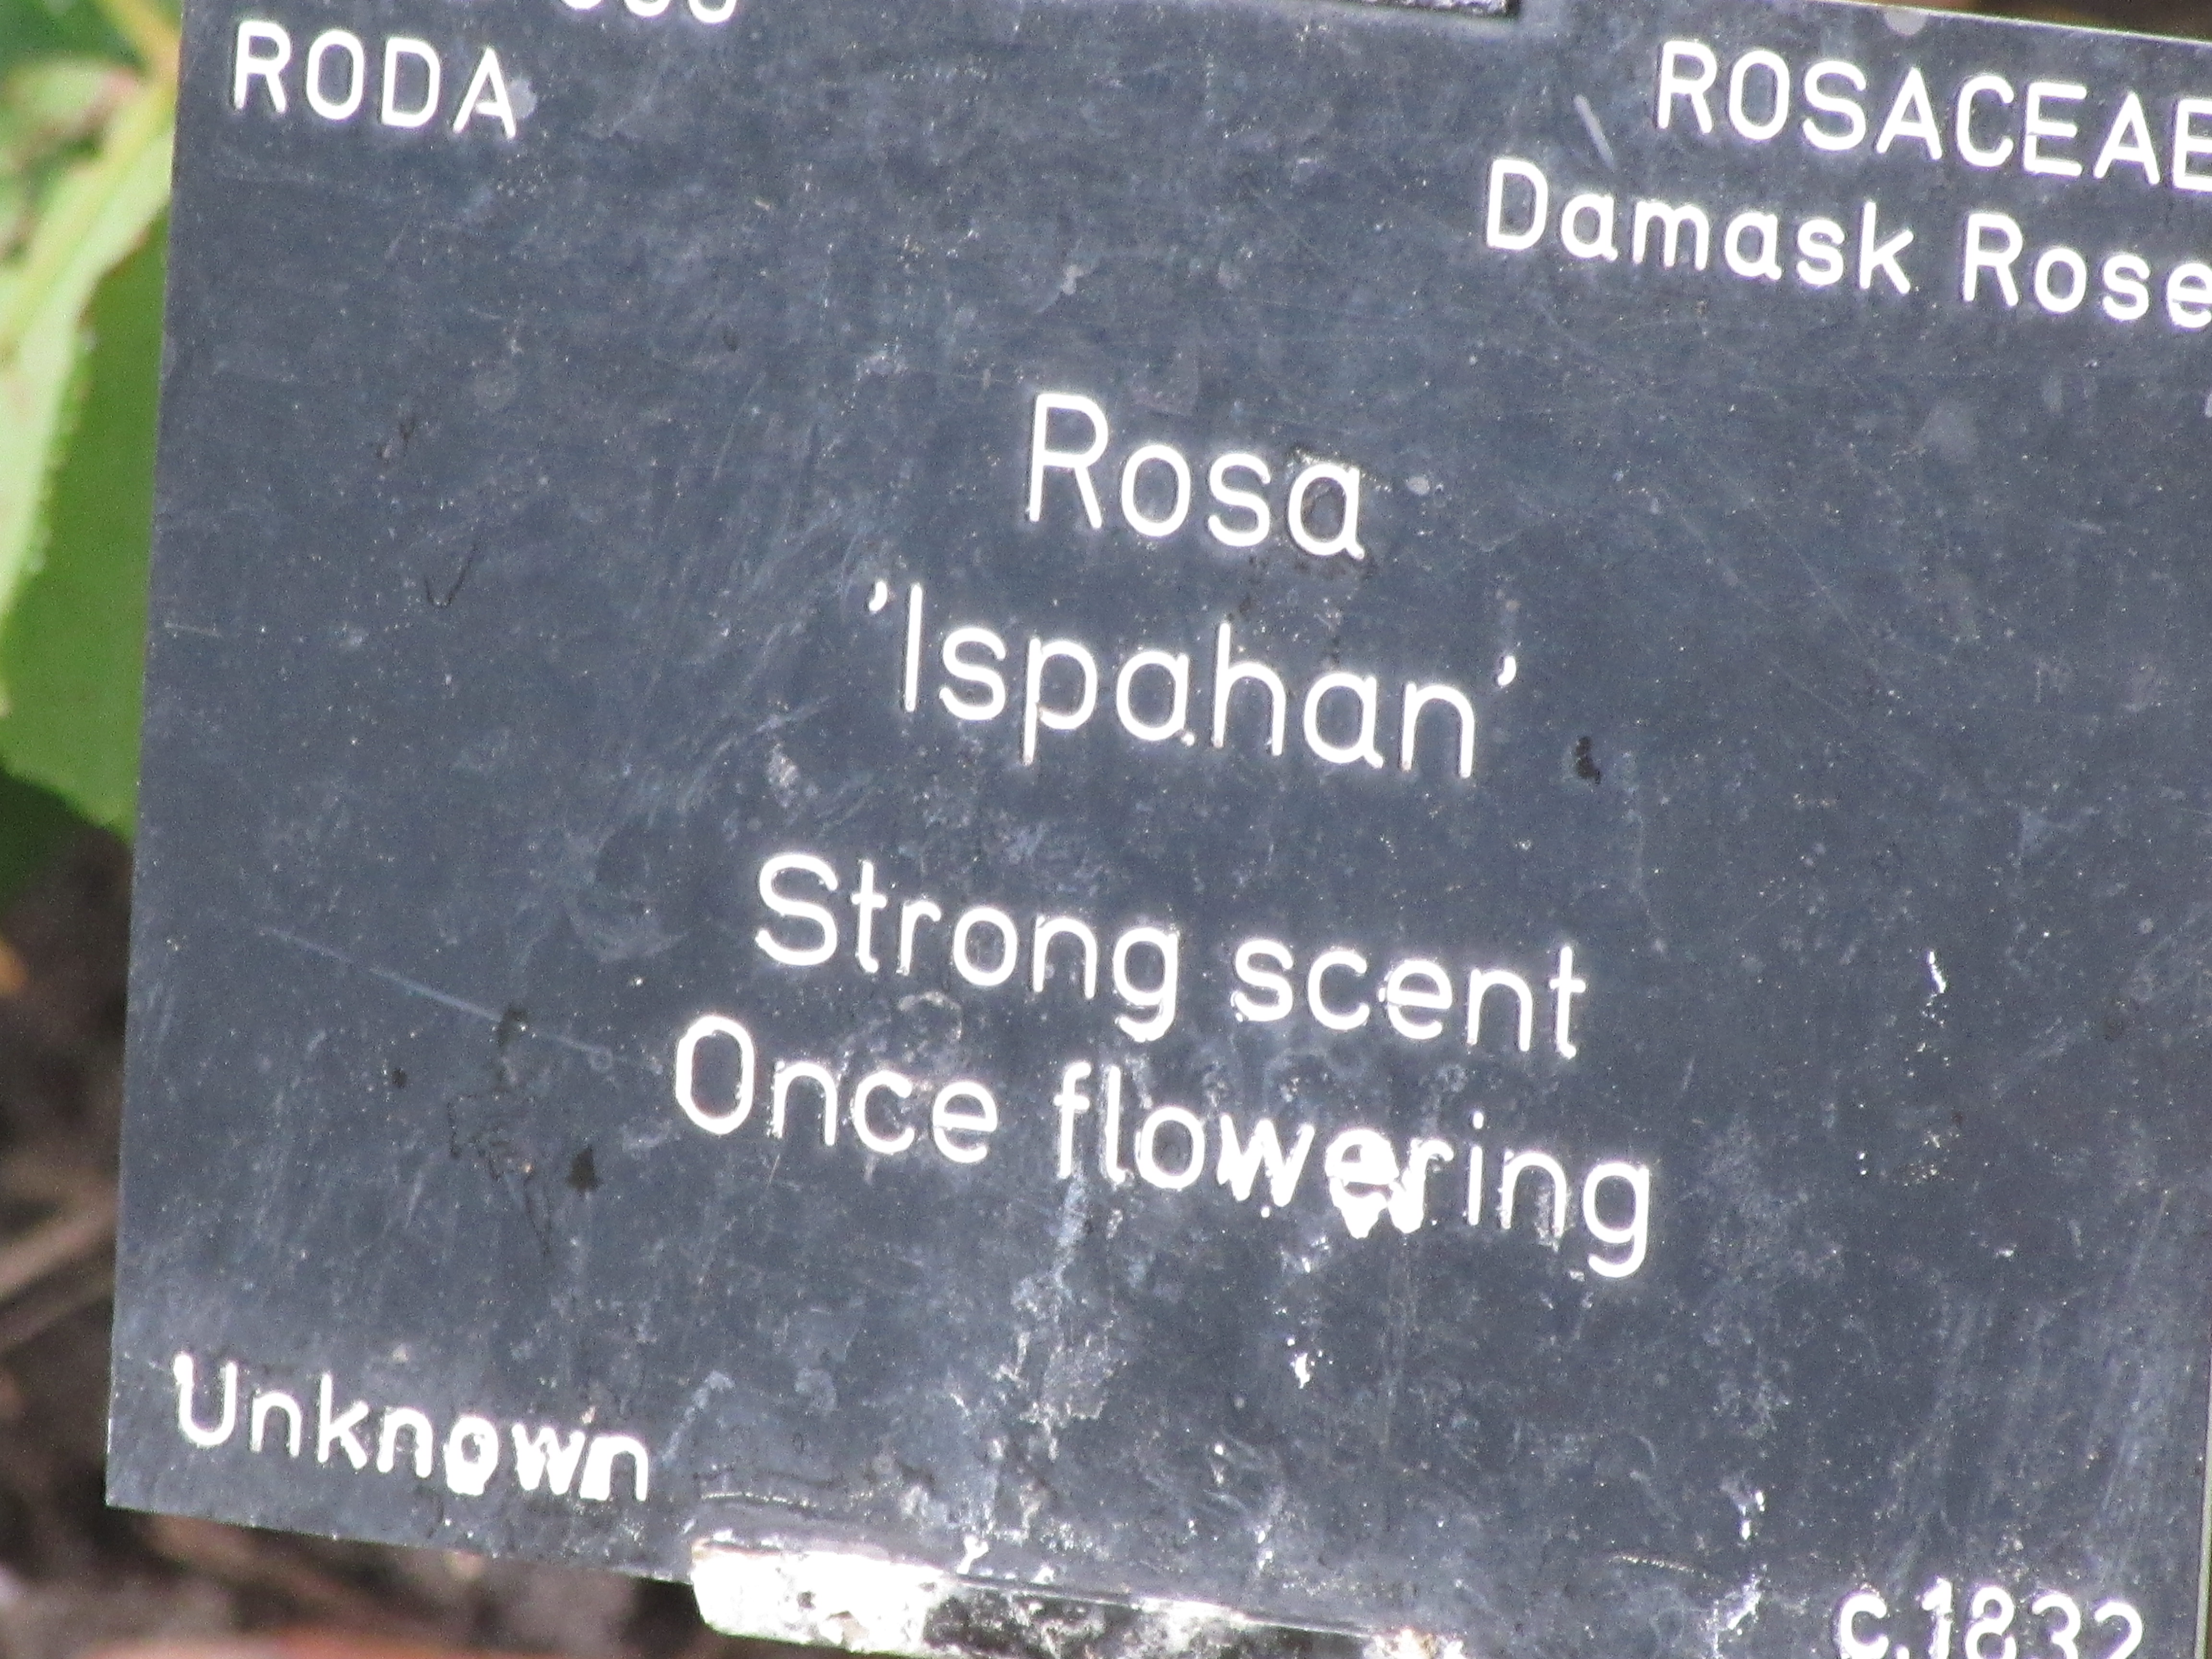 RODA
ROSACEAE
Damask Rose
Rosa
'Ispahan'
Strong scent
Once flowering
Unknown
c.1832